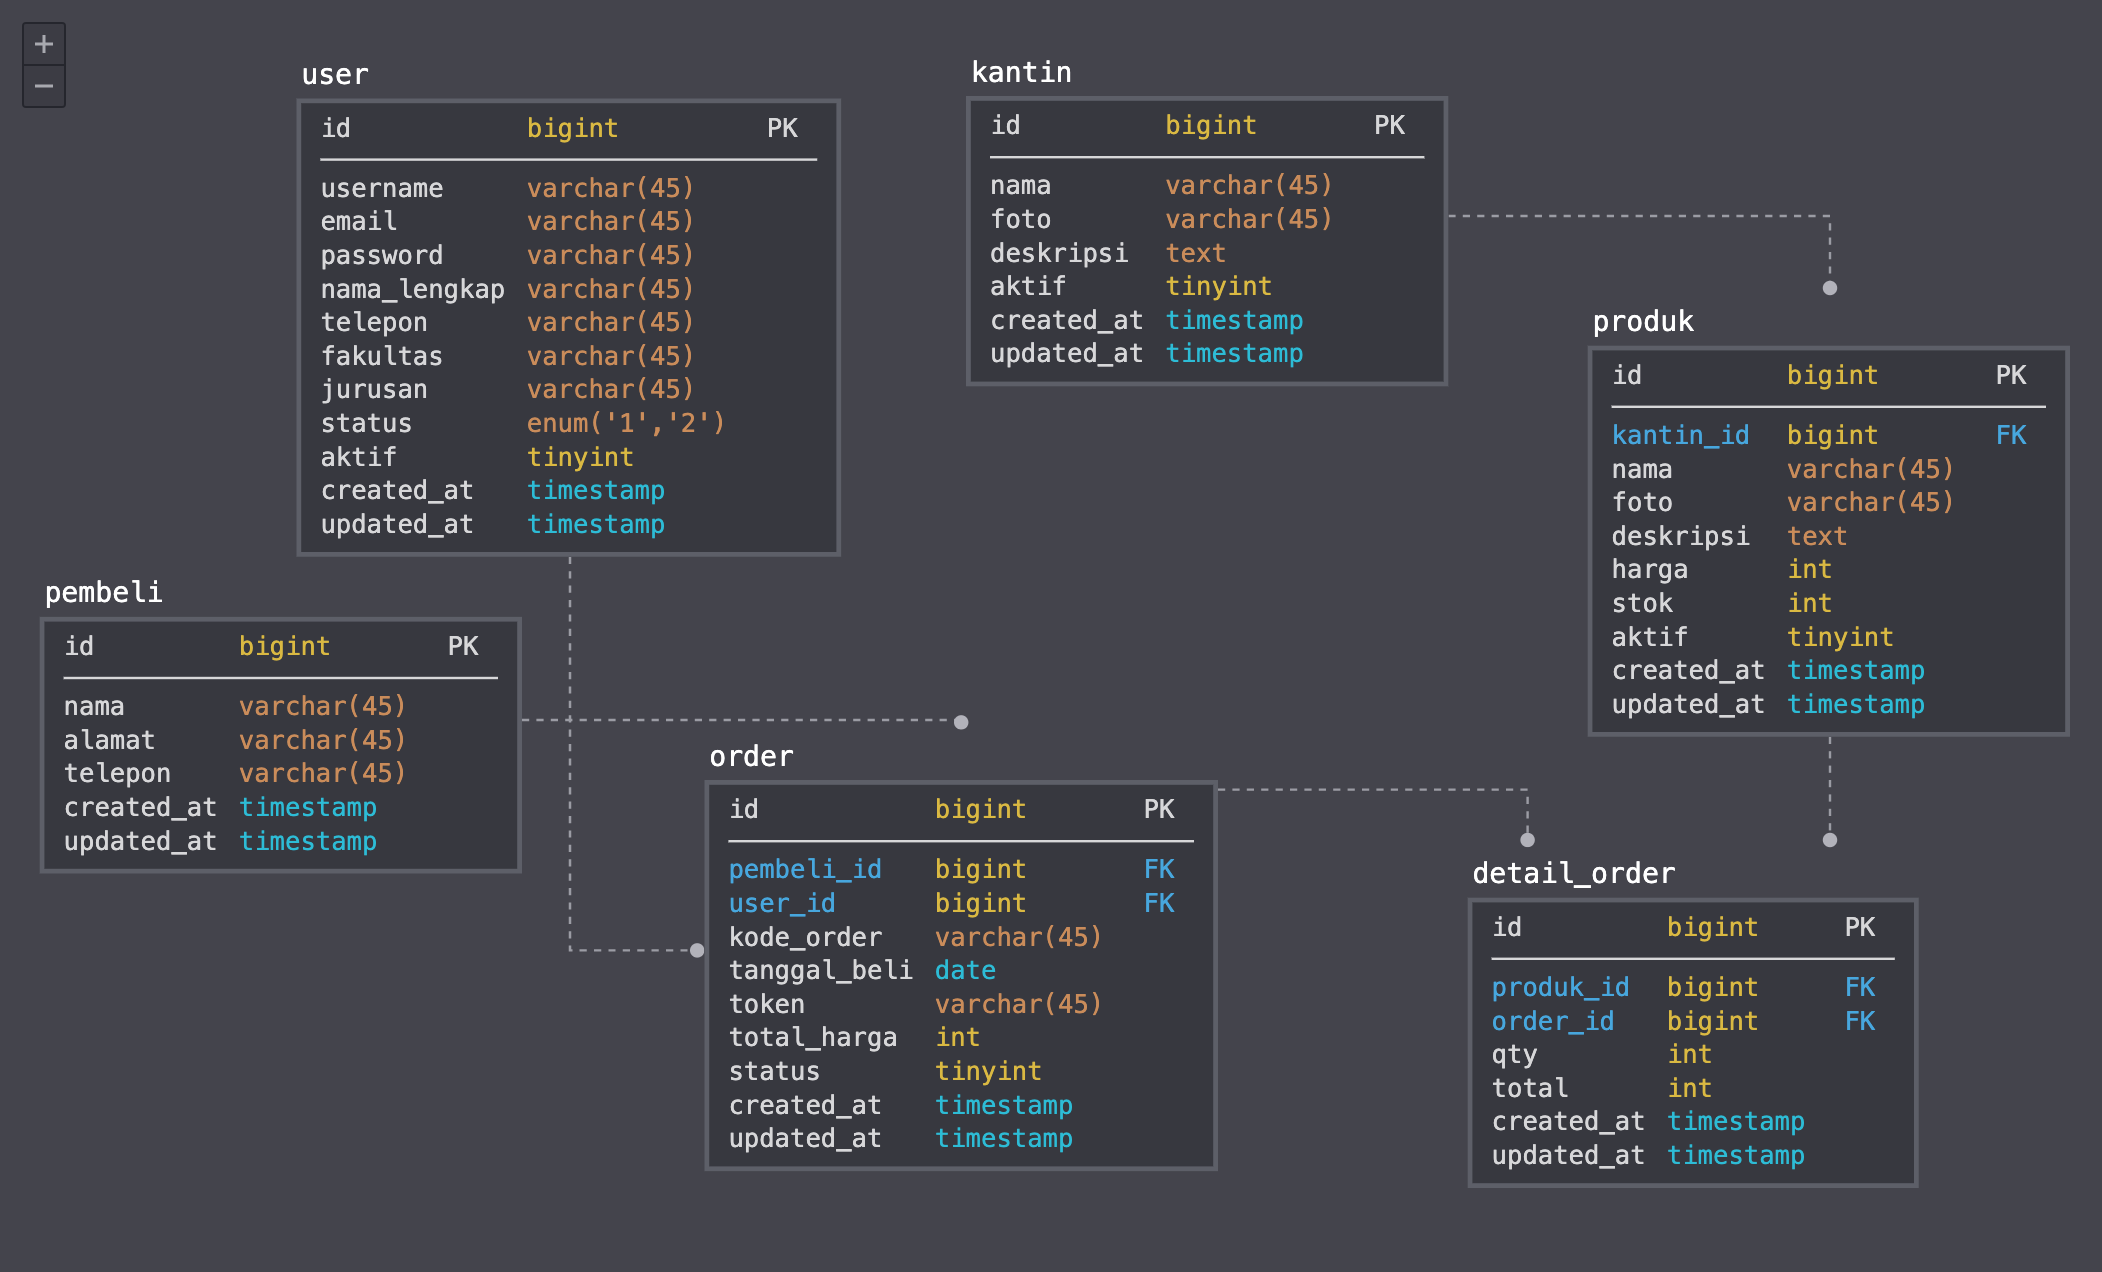 +
−
user
id bigint PK
username varchar(45)
email varchar(45)
password varchar(45)
nama_lengkap varchar(45)
telepon varchar(45)
fakultas varchar(45)
jurusan varchar(45)
status enum('1','2')
aktif tinyint
created_at timestamp
updated_at timestamp
kantin
id bigint PK
nama varchar(45)
foto varchar(45)
deskripsi text
aktif tinyint
created_at timestamp
updated_at timestamp
produk
id bigint PK
kantin_id bigint FK
nama varchar(45)
foto varchar(45)
deskripsi text
harga int
stok int
aktif tinyint
created_at timestamp
updated_at timestamp
pembeli
id bigint PK
nama varchar(45)
alamat varchar(45)
telepon varchar(45)
created_at timestamp
updated_at timestamp
order
id bigint PK
pembeli_id bigint FK
user_id bigint FK
kode_order varchar(45)
tanggal_beli date
token varchar(45)
total_harga int
status tinyint
created_at timestamp
updated_at timestamp
detail_order
id bigint PK
produk_id bigint FK
order_id bigint FK
qty int
total int
created_at timestamp
updated_at timestamp